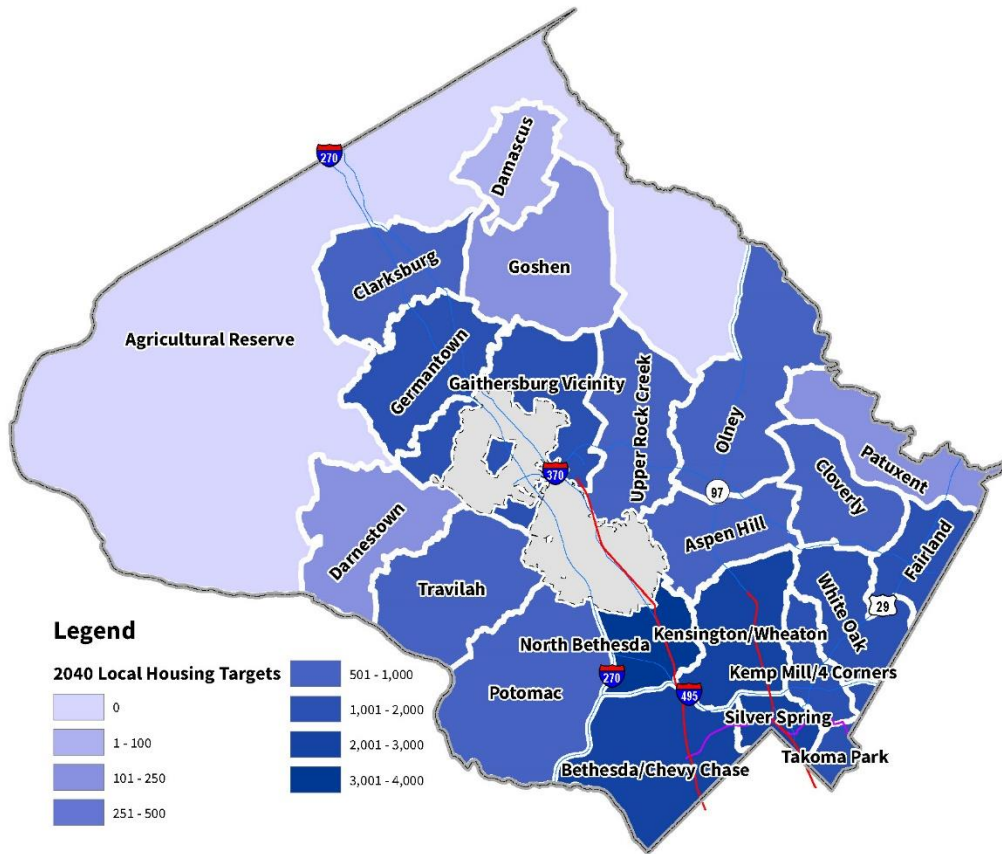 270
Damascus
Clarksburg
Goshen
Agricultural Reserve
Germantown
Gaithersburg Vicinity
Upper Rock Creek
Olney
Patuxent
Cloverly
370
97
Fairland
Darnestown
Aspen Hill
Travilah
White Oak
29
North Bethesda
Kensington/Wheaton
270
Kemp Mill/4 Corners
Potomac
495
Silver Spring
Takoma Park
Bethesda/Chevy Chase
Legend
2040 Local Housing Targets
0
1 - 100
101 - 250
251 - 500
501 - 1,000
1,001 - 2,000
2,001 - 3,000
3,001 - 4,000